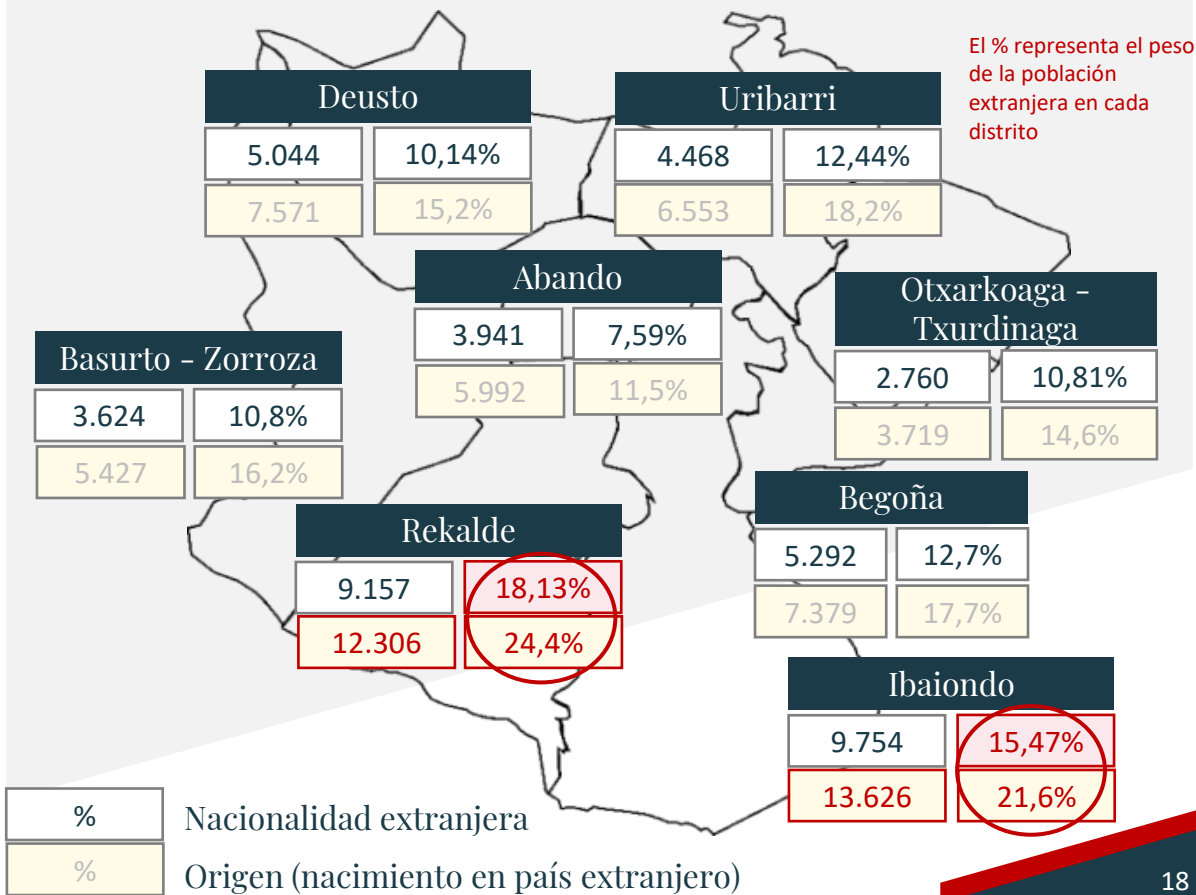 El % representa el peso
de la población
extranjera en cada
distrito
Deusto
5.044 10,14%
7.571 15,2%
Uribarri
4.468 12,44%
6.553 18,2%
Abando
3.941 7,59%
5.992 11,5%
Otxarkoaga -
Txurdinaga
2.760 10,81%
3.719 14,6%
Basurto - Zorroza
3.624 10,8%
5.427 16,2%
Begoña
5.292 12,7%
7.379 17,7%
Rekalde
9.157 18,13%
12.306 24,4%
Ibaiondo
9.754 15,47%
13.626 21,6%
% Nacionalidad extranjera
% Origen (nacimiento en país extranjero)
18